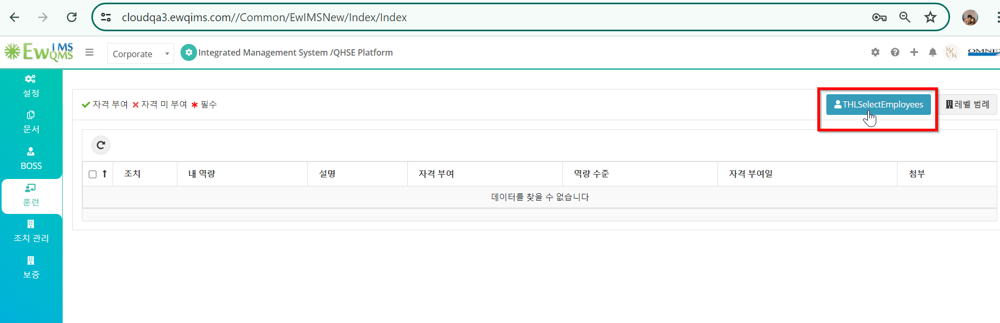 cloudqa3.ewqims.com//Common/EwIMSNew/Index/Index
EwIMS QMS
Corporate
Integrated Management System /QHSE Platform
설정
문서
BOSS
훈련
조치 관리
보증
자격 부여 자격 미 부여 필수
THLSelectEmployees
레벨 범례
조치 내 역량 설명 자격 부여 역량 수준 자격 부여일 첨부
데이터를 찾을 수 없습니다